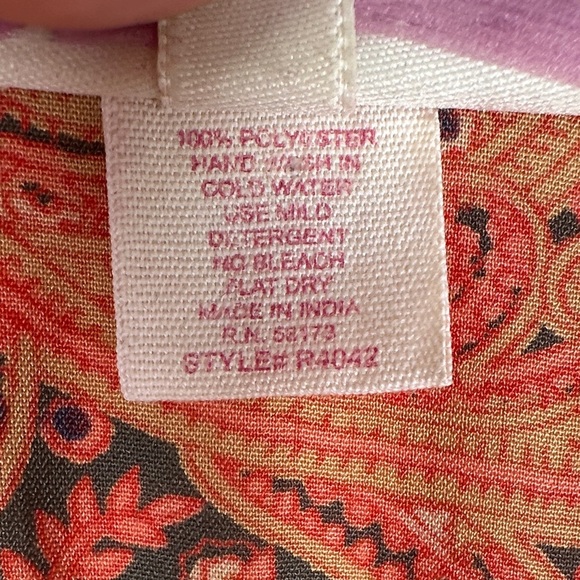 100% POLYESTER
HAND WASH IN
COLD WATER
USE MILD
DETERGENT
NO BLEACH
FLAT DRY
MADE IN INDIA
R.N. 58173
STYLE# R4042